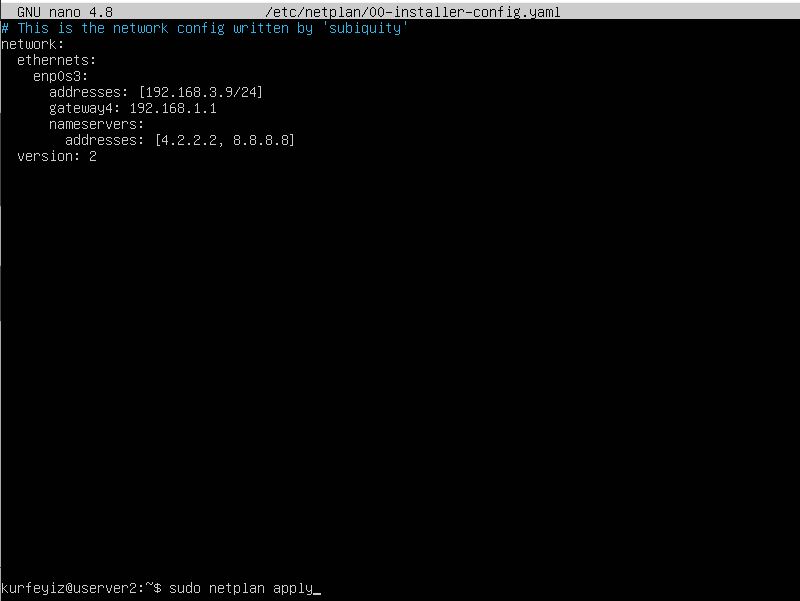 GNU nano 4.8 /etc/netplan/00-installer-config.yaml
# This is the network config written by 'subiquity'
network:
  ethernets:
    enp0s3:
      addresses: [192.168.3.9/24]
      gateway4: 192.168.1.1
      nameservers:
        addresses: [4.2.2.2, 8.8.8.8]
  version: 2
kurfeyiz@userver2:~$ sudo netplan apply_